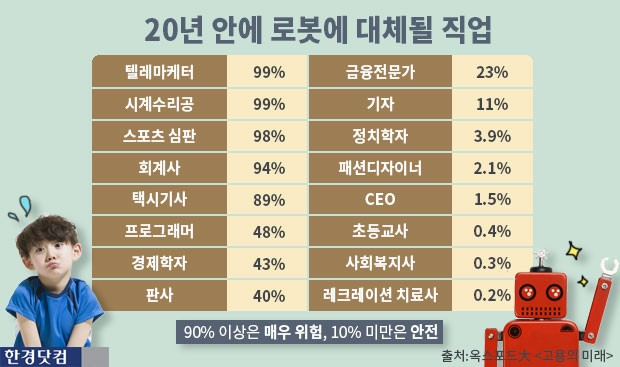 20년 안에 로봇에 대체될 직업
텔레마케터 99% 금융전문가 23%
시계수리공 99% 기자 11%
스포츠 심판 98% 정치학자 3.9%
회계사 94% 패션디자이너 2.1%
택시기사 89% CEO 1.5%
프로그래머 48% 초등교사 0.4%
경제학자 43% 사회복지사 0.3%
판사 40% 레크레이션 치료사 0.2%
90% 이상은 매우 위험, 10% 미만은 안전
한경닷컴
출처:옥스포드大 <고용의 미래>